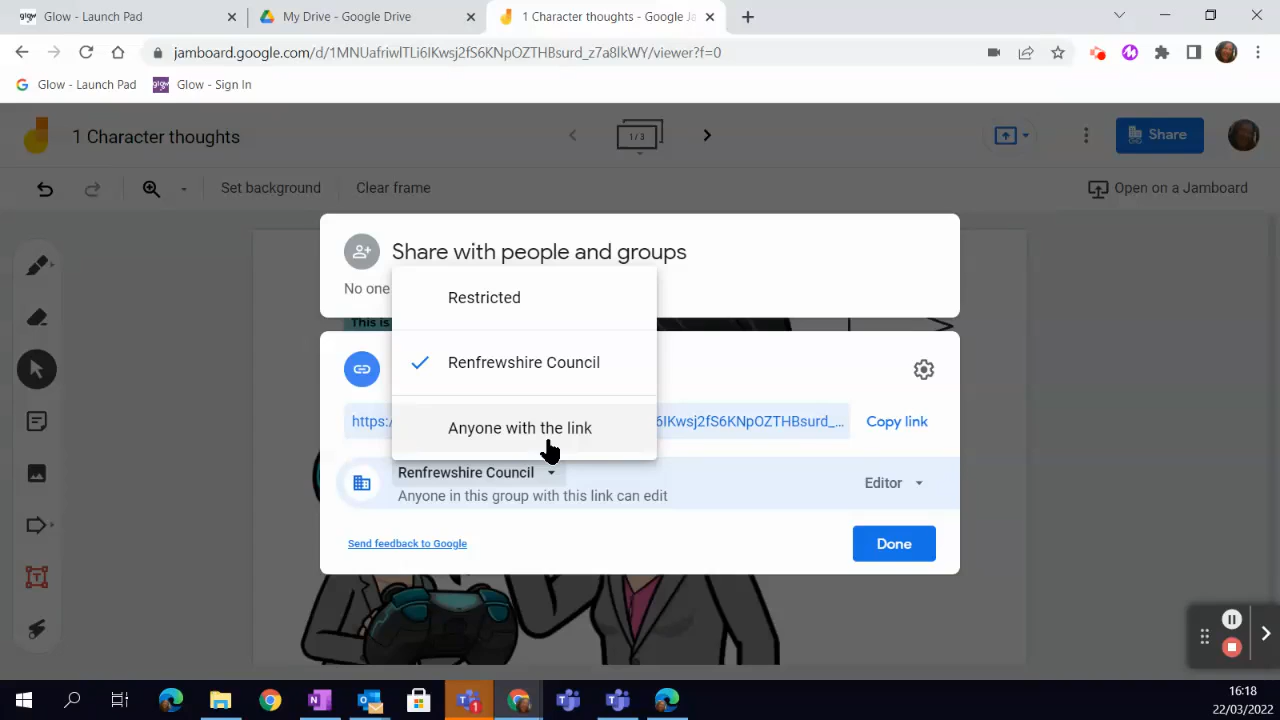 glow Glow - Launch Pad
My Drive - Google Drive
1 Character thoughts - Google Ja
jamboard.google.com/d/1MNUafriwlTLi6IKwsj2fS6KNpOZTHBsurd_z7a8lkWY/viewer?f=0
Glow - Launch Pad
glow Glow - Sign In
1 Character thoughts
1/3
Share
Set background
Clear frame
Open on a Jamboard
Share with people and groups
No one
Restricted
This is
Renfrewshire Council
https:/
6IKwsj2fS6KNpOZTHBsurd_...
Copy link
Anyone with the link
Renfrewshire Council
Editor
Anyone in this group with this link can edit
Send feedback to Google
Done
16:18
22/03/2022